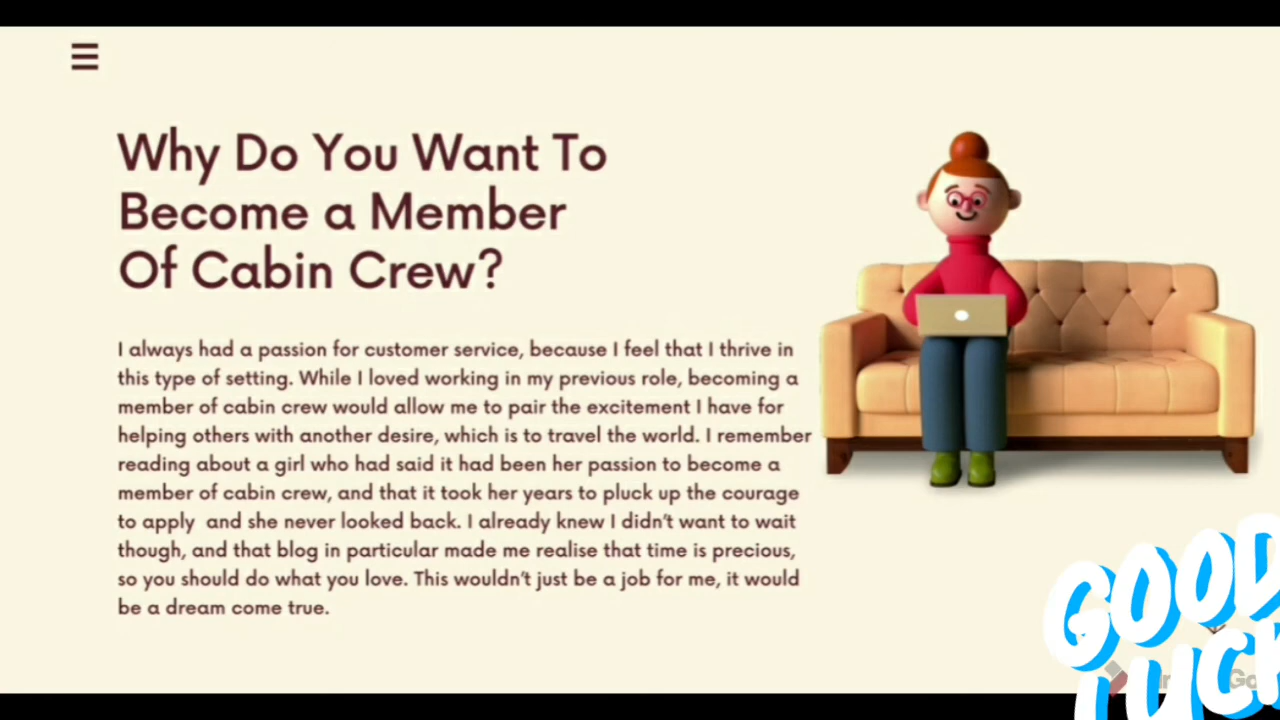 Why Do You Want To
Become a Member
Of Cabin Crew?
I always had a passion for customer service, because I feel that I thrive in
this type of setting. While I loved working in my previous role, becoming a
member of cabin crew would allow me to pair the excitement I have for
helping others with another desire, which is to travel the world. I remember
reading about a girl who had said it had been her passion to become a
member of cabin crew, and that it took her years to pluck up the courage
to apply  and she never looked back. I already knew I didn't want to wait
though, and that blog in particular made me realise that time is precious,
so you should do what you love. This wouldn't just be a job for me, it would
be a dream come true.
GOOD
LUCK